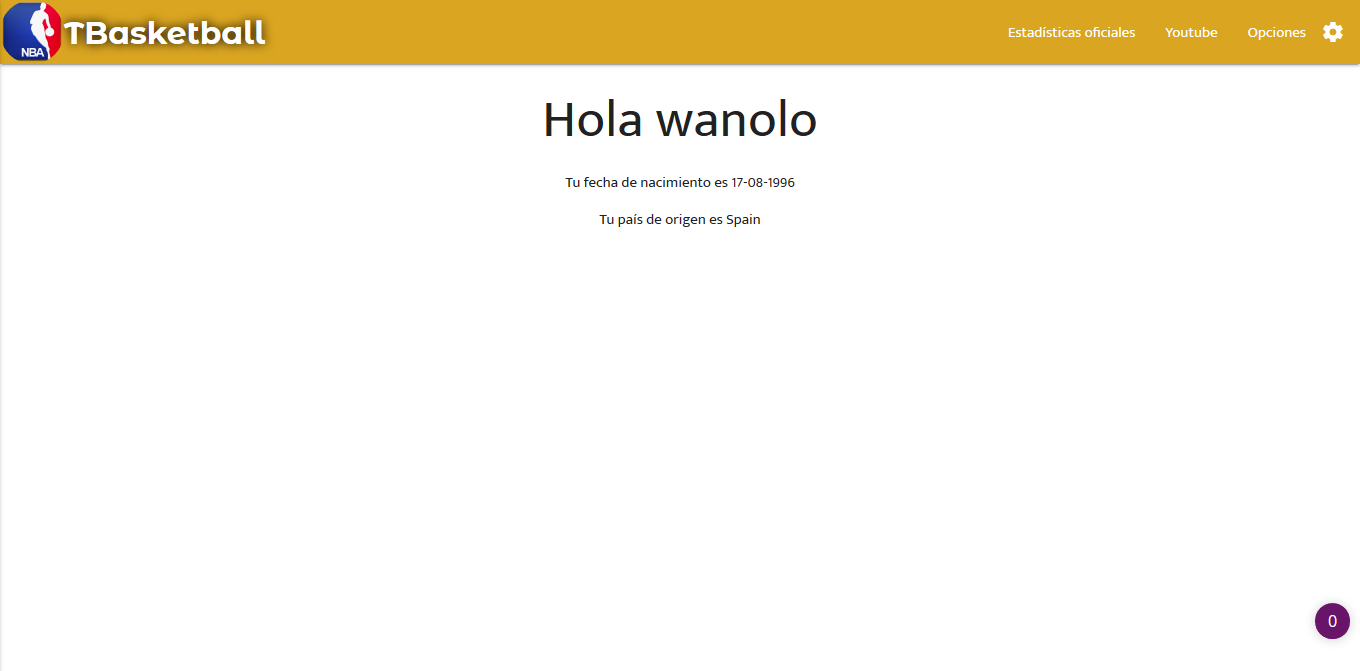 NBA
TBasketball
Estadísticas oficiales
Youtube
Opciones
Hola wanolo
Tu fecha de nacimiento es 17-08-1996
Tu país de origen es Spain
0